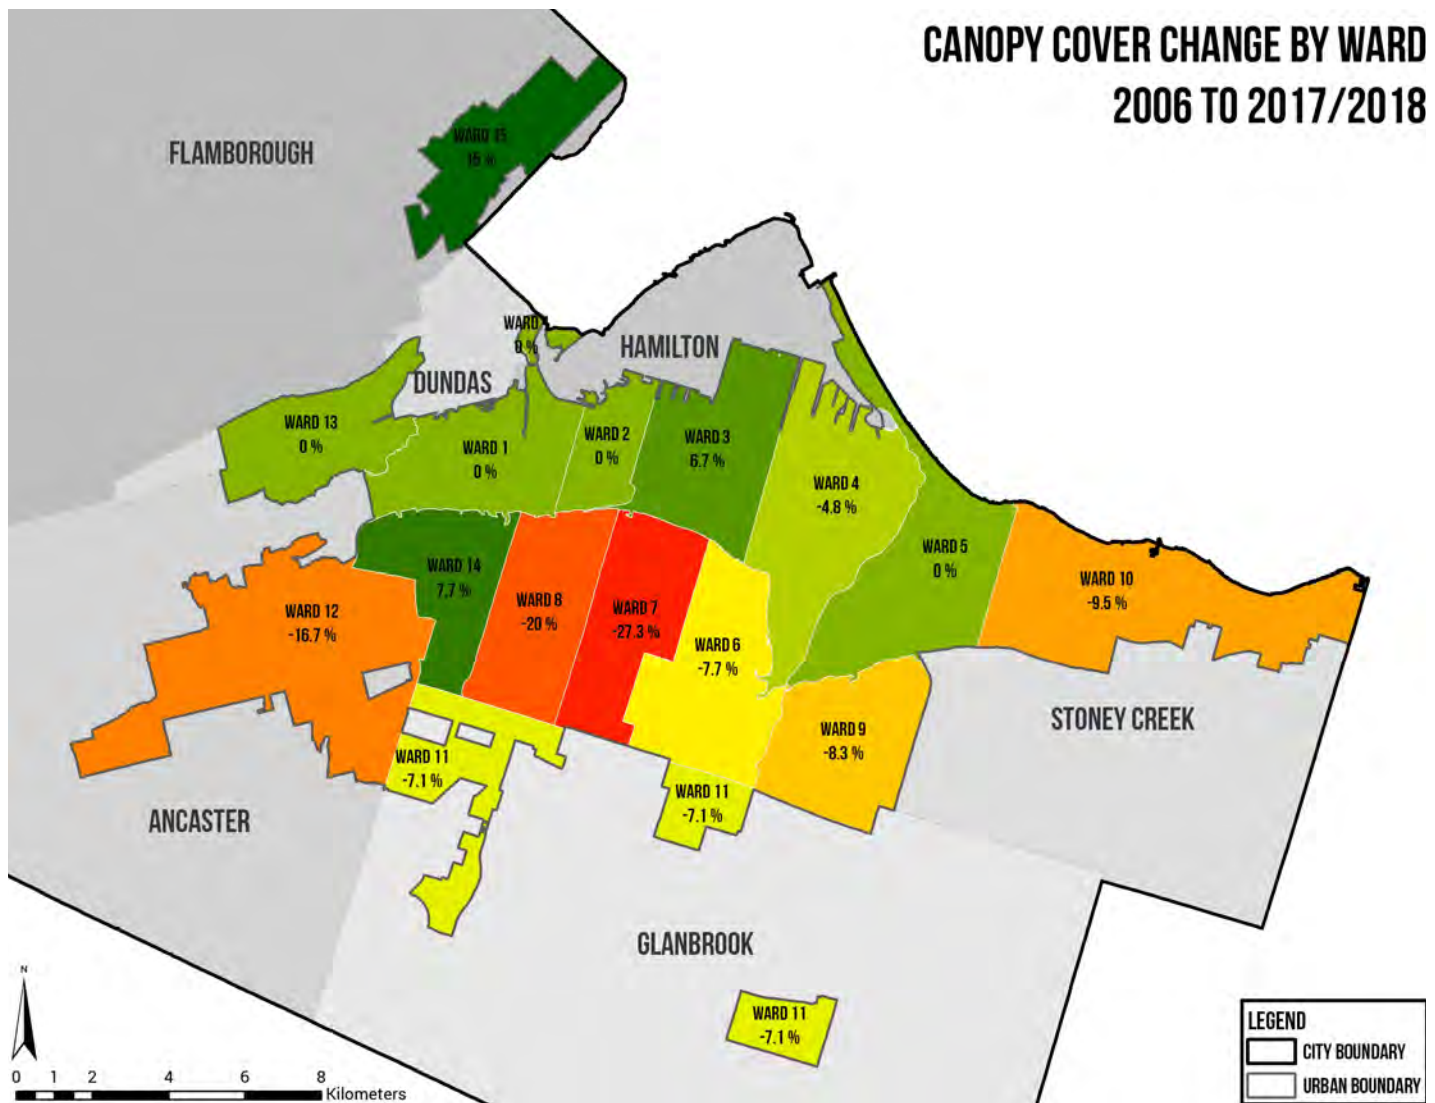 CANOPY COVER CHANGE BY WARD
2006 TO 2017/2018
WARD 15
15 %
FLAMBOROUGH
WARD
0 %
HAMILTON
DUNDAS
WARD 13
0 %
WARD 1
0 %
WARD 2
0 %
WARD 3
6.7 %
WARD 4
-4.8 %
WARD 5
0 %
WARD 14
7.7 %
WARD 8
-20 %
WARD 7
-27.3 %
WARD 6
-7.7 %
WARD 10
-9.5 %
WARD 12
-16.7 %
WARD 9
-8.3 %
STONEY CREEK
WARD 11
-7.1 %
WARD 11
-7.1 %
ANCASTER
GLANBROOK
WARD 11
-7.1 %
N
0 1 2 4 6 8
Kilometers
LEGEND
CITY BOUNDARY
URBAN BOUNDARY